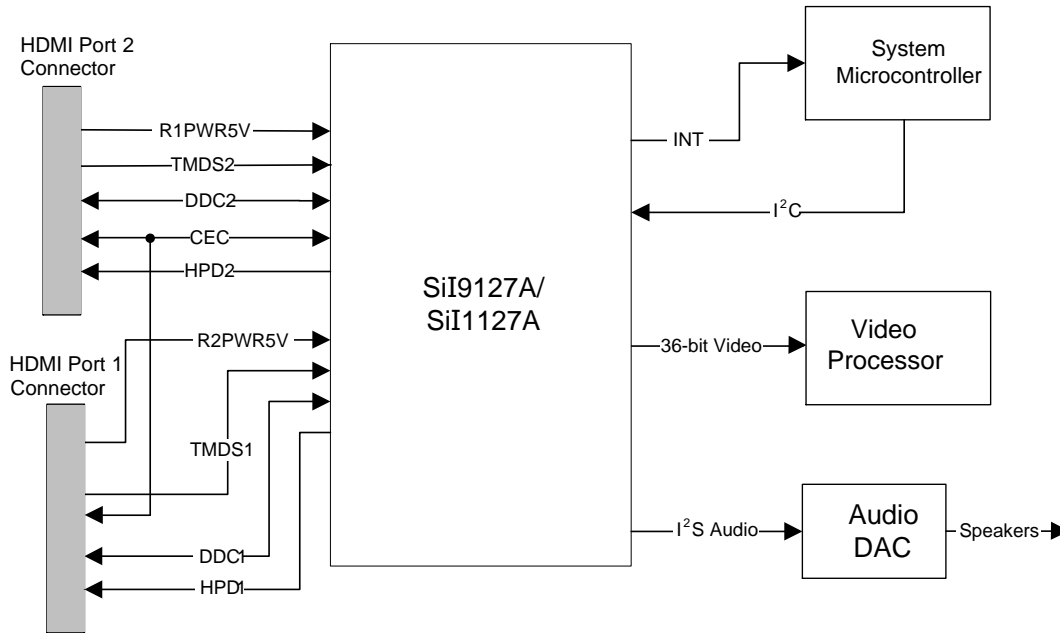 HDMI Port 2
Connector
R1PWR5V
TMDS2
DDC2
CEC
HPD2
HDMI Port 1
Connector
R2PWR5V
TMDS1
DDC1
HPD1
SiI9127A/
SiI1127A
INT
I²C
System
Microcontroller
36-bit Video
Video
Processor
I²S Audio
Audio
DAC
Speakers